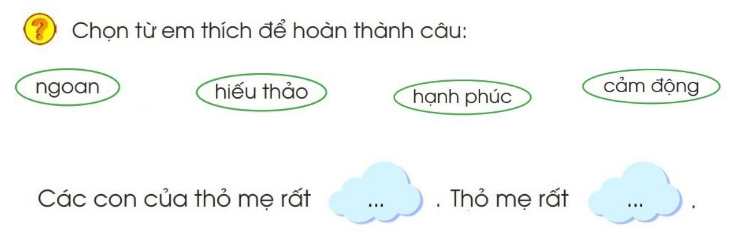 ? Chọn từ em thích để hoàn thành câu:
ngoan hiếu thảo hạnh phúc cảm động
Các con của thỏ mẹ rất ... . Thỏ mẹ rất ... .